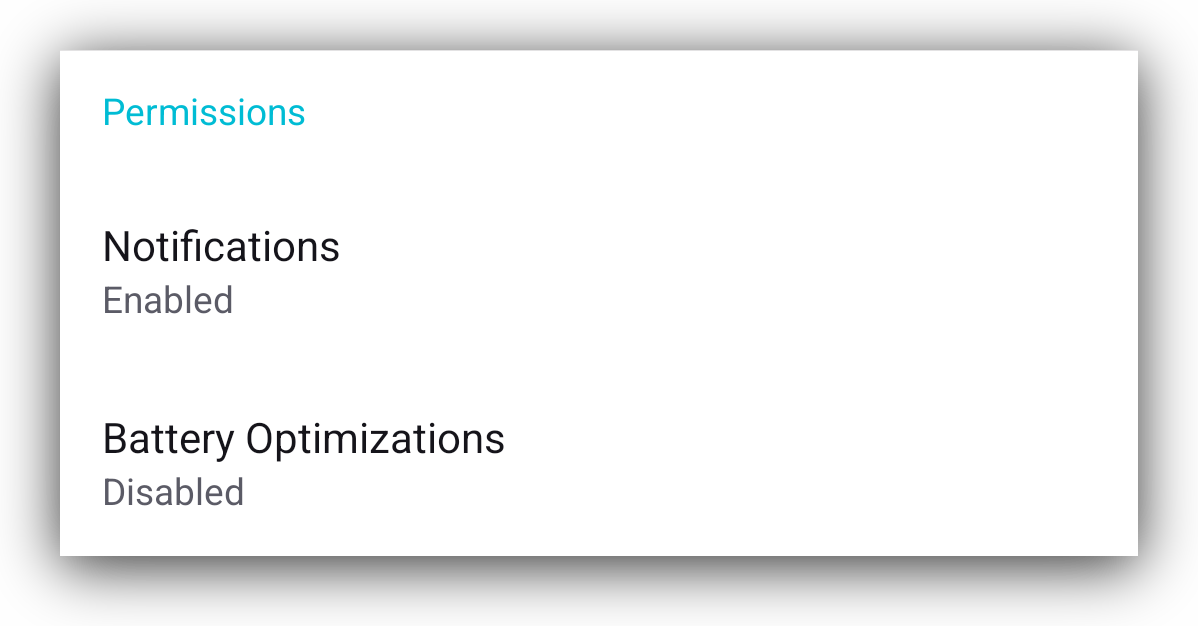 Permissions
Notifications
Enabled
Battery Optimizations
Disabled